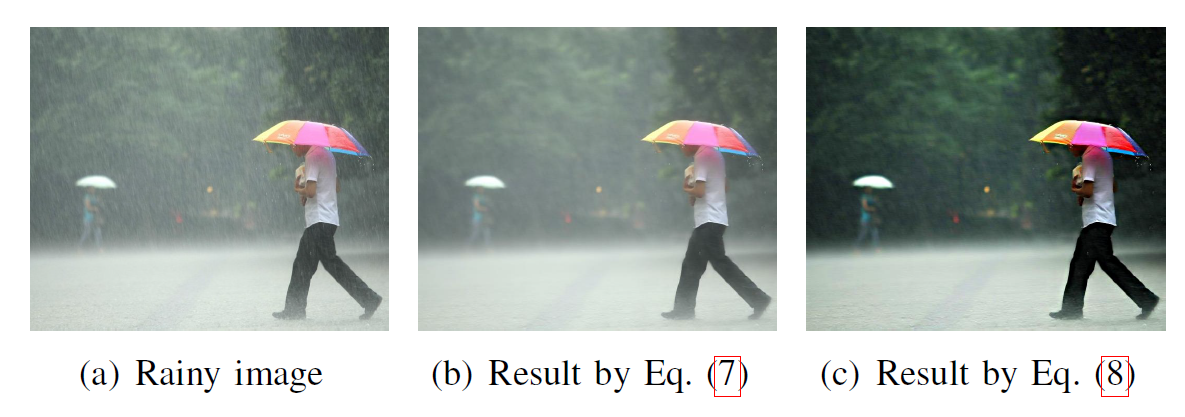 (a) Rainy image
(b) Result by Eq. (7)
(c) Result by Eq. (8)